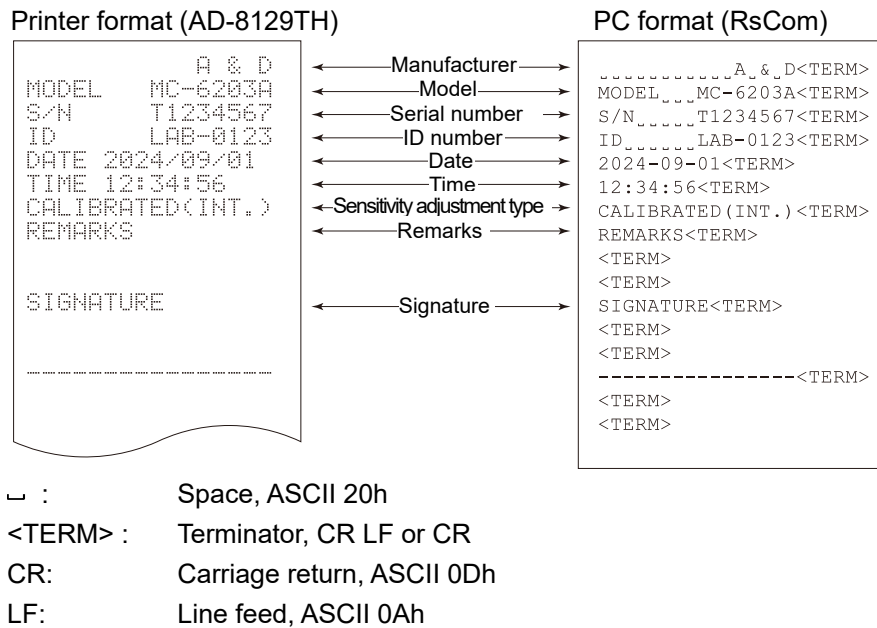 Printer format (AD-8129TH)
A & D
MODEL MC-6203A
S/N T1234567
ID LAB-0123
DATE 2024/09/01
TIME 12:34:56
CALIBRATED(INT.)
REMARKS
SIGNATURE
----------------
Manufacturer
Model
Serial number
ID number
Date
Time
Sensitivity adjustment type
Remarks
Signature
PC format (RsCom)
␣␣␣␣␣␣␣␣␣␣␣A␣&␣D<TERM>
MODEL␣␣␣MC-6203A<TERM>
S/N␣␣␣␣␣T1234567<TERM>
ID␣␣␣␣␣␣LAB-0123<TERM>
2024-09-01<TERM>
12:34:56<TERM>
CALIBRATED(INT.)<TERM>
REMARKS<TERM>
<TERM>
<TERM>
SIGNATURE<TERM>
<TERM>
<TERM>
----------------<TERM>
<TERM>
<TERM>
␣ : Space, ASCII 20h
<TERM> : Terminator, CR LF or CR
CR: Carriage return, ASCII 0Dh
LF: Line feed, ASCII 0Ah